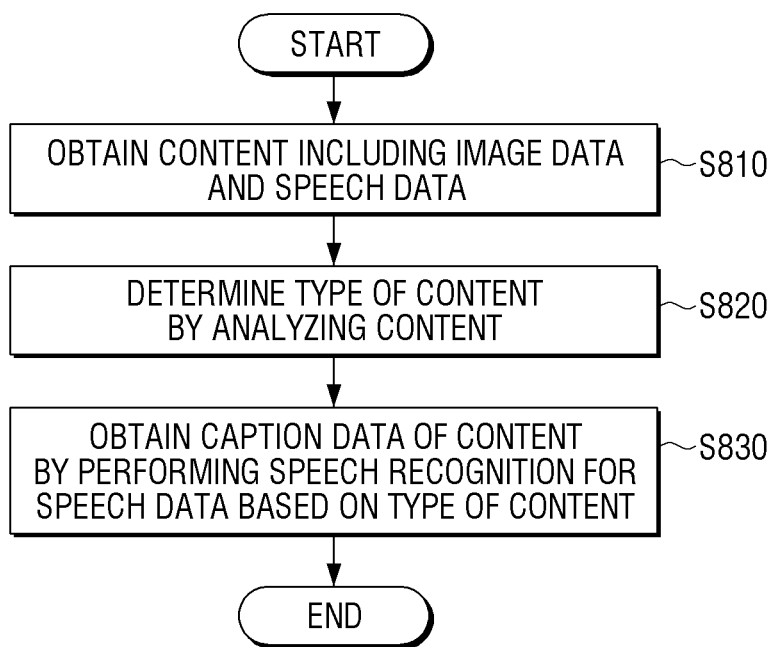 START
OBTAIN CONTENT INCLUDING IMAGE DATA
AND SPEECH DATA
S810
DETERMINE TYPE OF CONTENT
BY ANALYZING CONTENT
S820
OBTAIN CAPTION DATA OF CONTENT
BY PERFORMING SPEECH RECOGNITION FOR
SPEECH DATA BASED ON TYPE OF CONTENT
S830
END